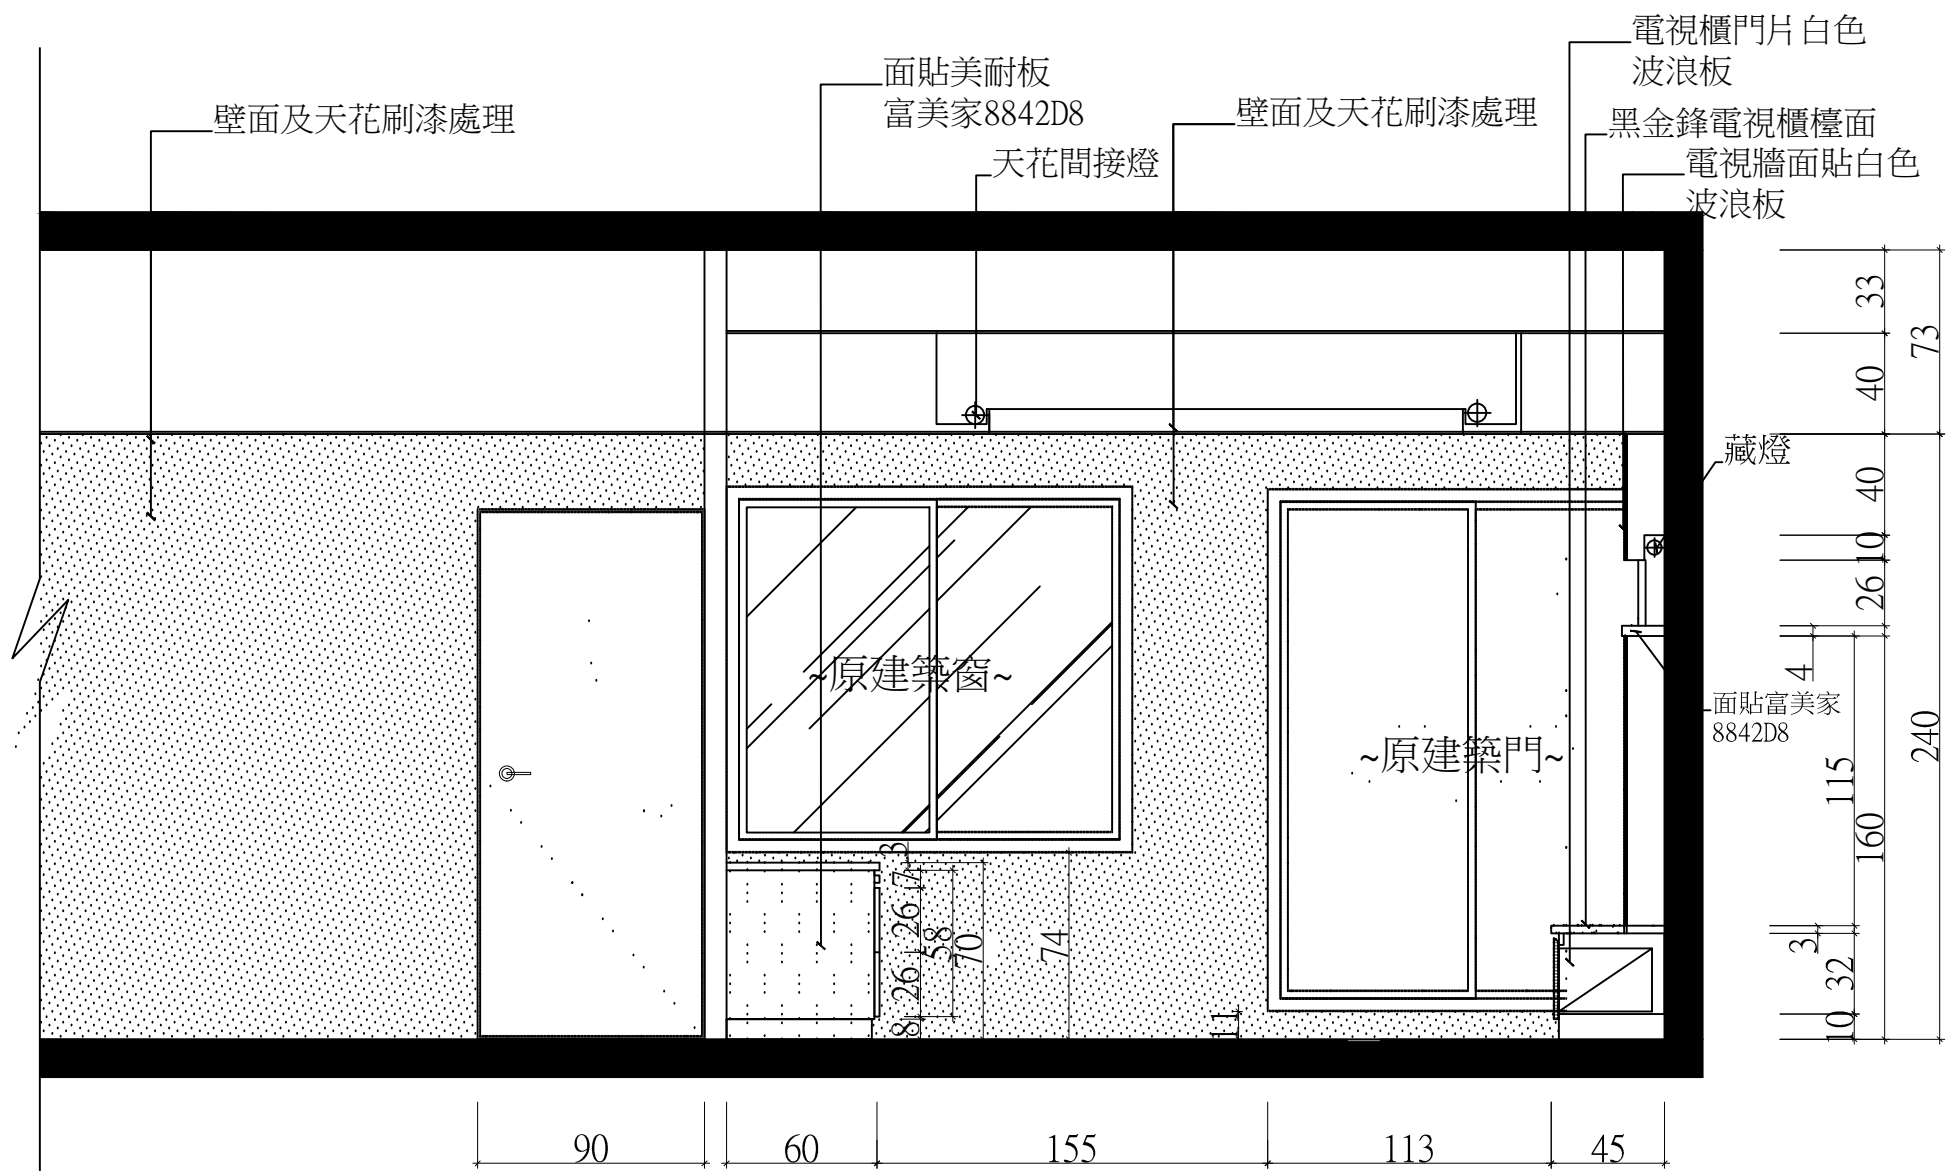 電視櫃門片白色
波浪板
面貼美耐板
富美家8842D8
壁面及天花刷漆處理
壁面及天花刷漆處理
黑金鋒電視櫃檯面
天花間接燈
電視牆面貼白色
波浪板
33
73
40
藏燈
40
10
26
4
~原建築窗~
面貼富美家
8842D8
240
~原建築門~
115
160
3
7
26
58
70
74
26
8
11
3
32
10
90
60
155
113
45